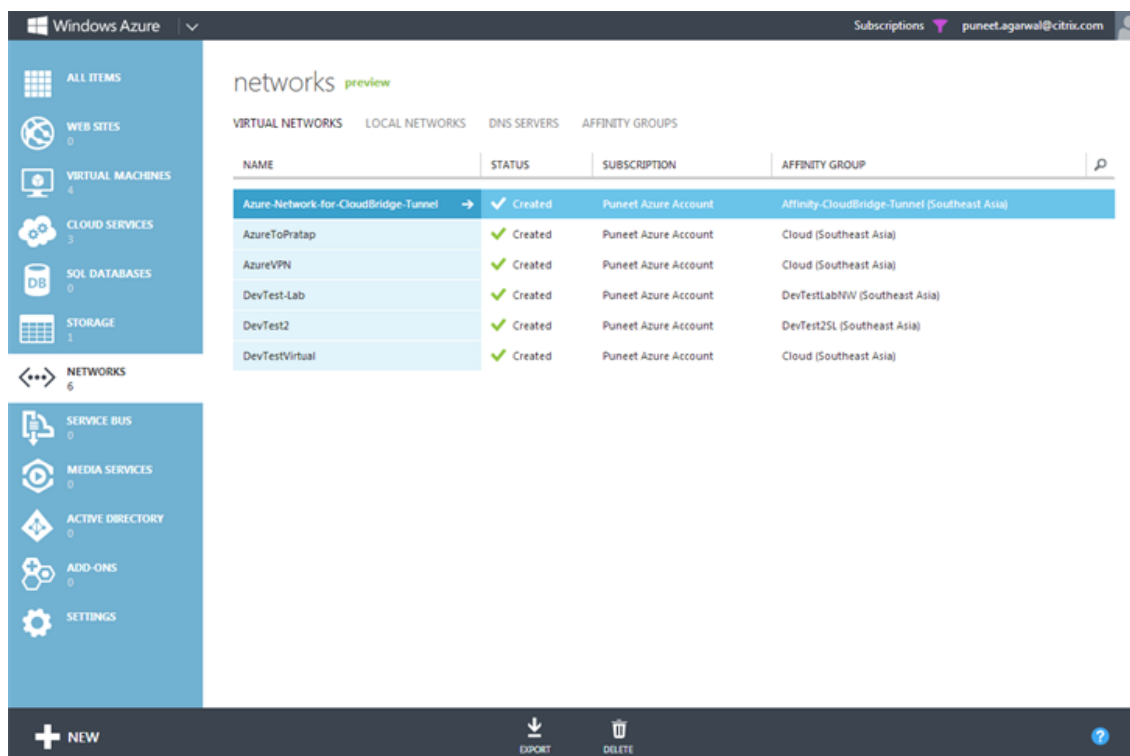 Windows Azure
Subscriptions puneet.agarwal@citrix.com
ALL ITEMS
WEB SITES
0
VIRTUAL MACHINES
4
CLOUD SERVICES
3
DB
SQL DATABASES
0
STORAGE
1
NETWORKS
6
SERVICE BUS
0
MEDIA SERVICES
0
ACTIVE DIRECTORY
0
ADD-ONS
0
SETTINGS
networks preview
VIRTUAL NETWORKS LOCAL NETWORKS DNS SERVERS AFFINITY GROUPS
NAME STATUS SUBSCRIPTION AFFINITY GROUP
Azure-Network-for-CloudBridge-Tunnel Created Puneet Azure Account Affinity-CloudBridge-Tunnel (Southeast Asia)
AzureToPratap Created Puneet Azure Account Cloud (Southeast Asia)
AzureVPN Created Puneet Azure Account Cloud (Southeast Asia)
DevTest-Lab Created Puneet Azure Account DevTestLabNW (Southeast Asia)
DevTest2 Created Puneet Azure Account DevTest2SL (Southeast Asia)
DevTestVirtual Created Puneet Azure Account Cloud (Southeast Asia)
NEW EXPORT DELETE ?